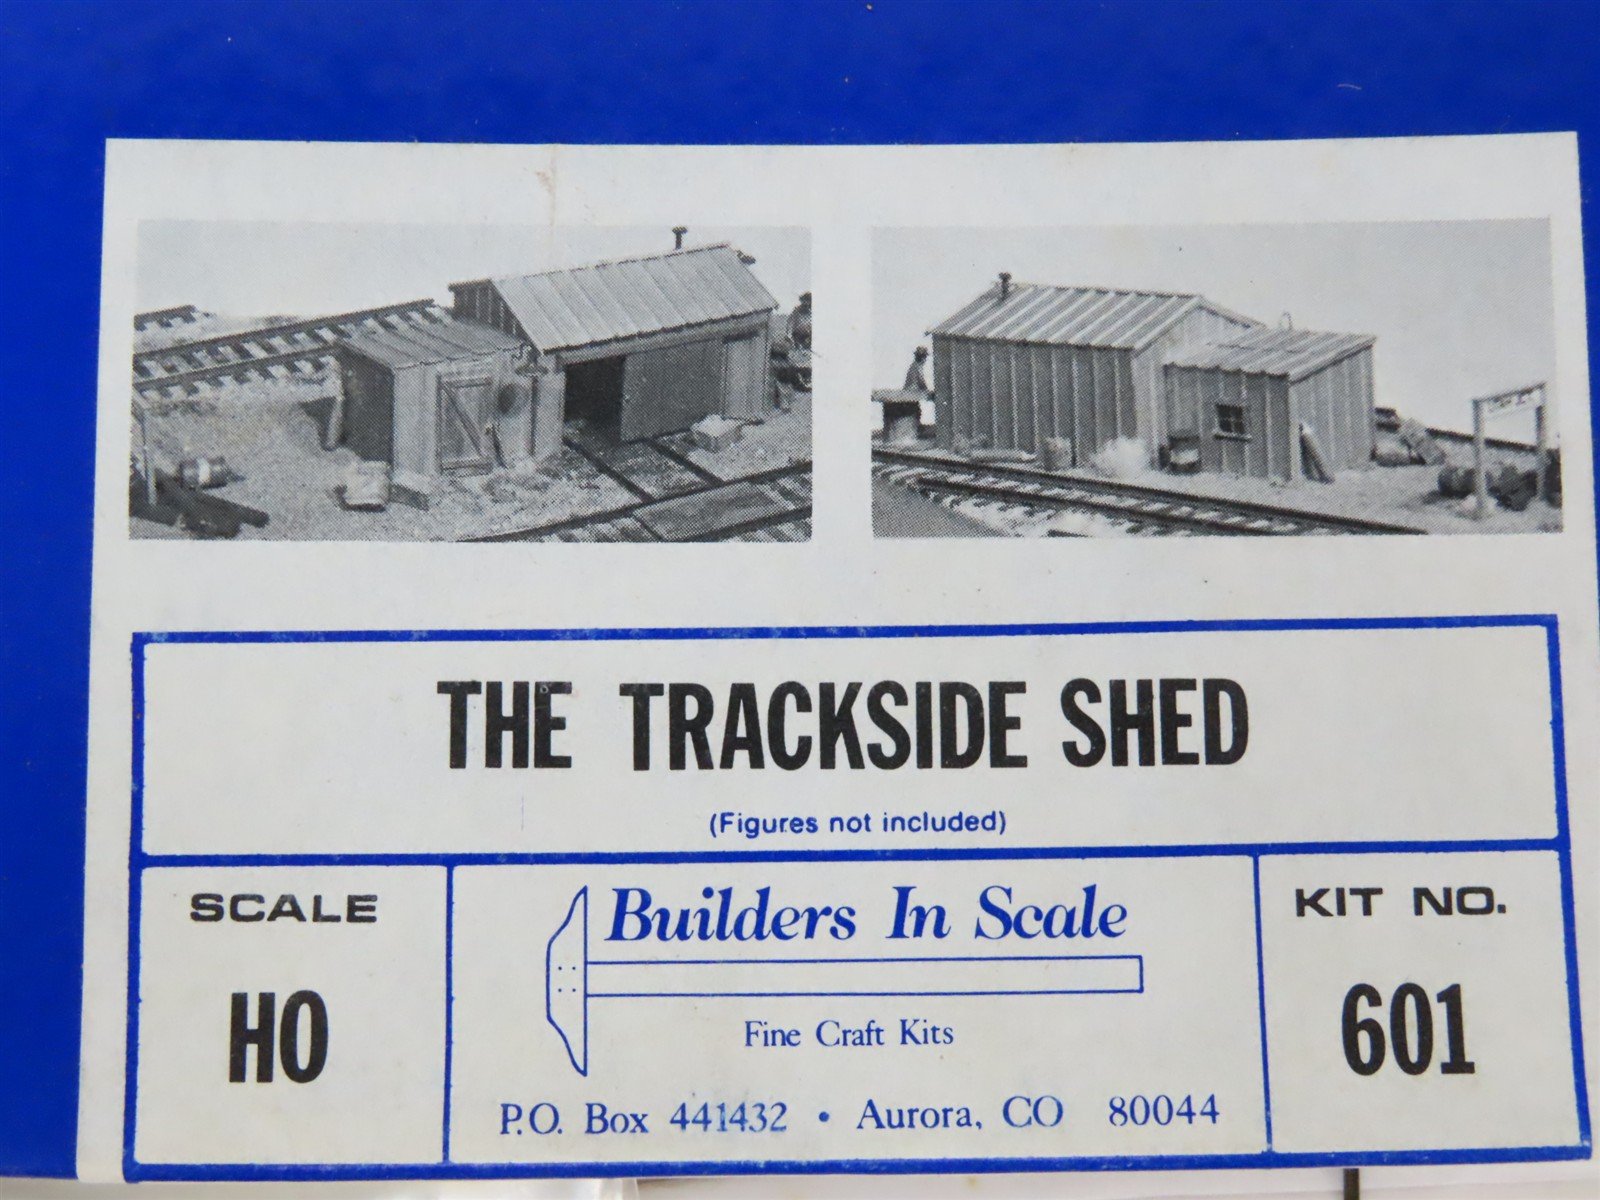 THE TRACKSIDE SHED
(Figures not included)
SCALE
HO
Builders In Scale
Fine Craft Kits
P.O. Box 441432 • Aurora, CO 80044
KIT NO.
601